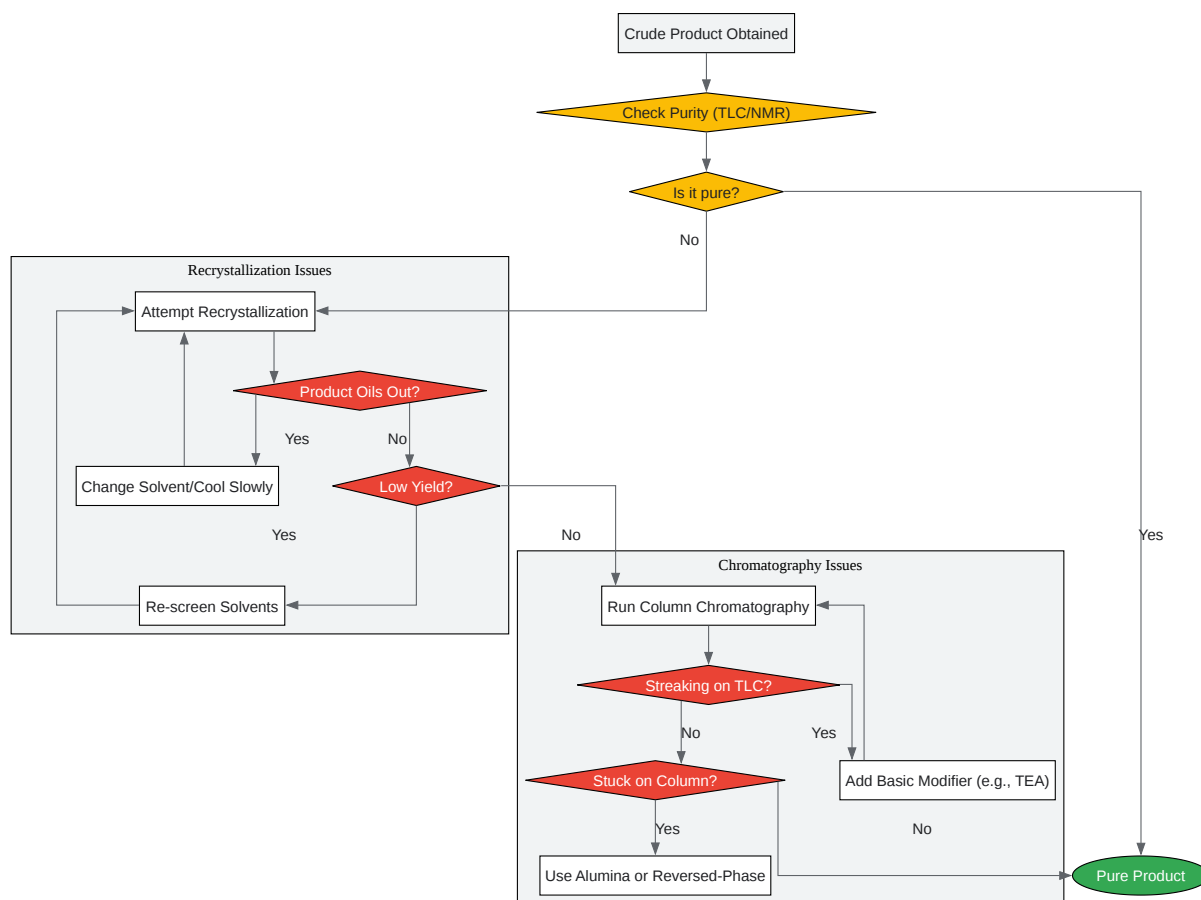 Crude Product Obtained
Check Purity (TLC/NMR)
Is it pure?
No
Recrystallization Issues
Attempt Recrystallization
Product Oils Out?
Yes
No
Change Solvent/Cool Slowly
Low Yield?
Yes
No
Yes
Chromatography Issues
Re-screen Solvents
Run Column Chromatography
Streaking on TLC?
No
Yes
Stuck on Column?
Add Basic Modifier (e.g., TEA)
Yes
No
Use Alumina or Reversed-Phase
Pure Product